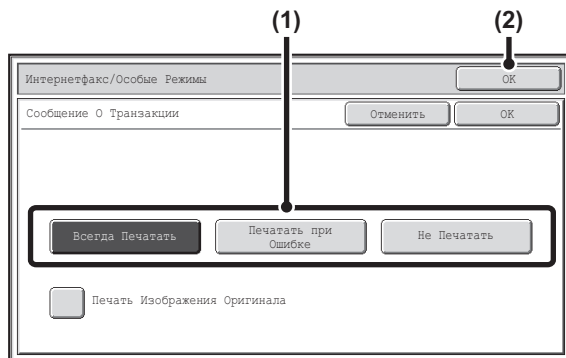 (1) (2)
Интернетфакс/Особые Режимы OK
Сообщение О Транзакции Отменить OK
Всегда Печатать Печатать при Ошибке Не Печатать
Печать Изображения Оригинала